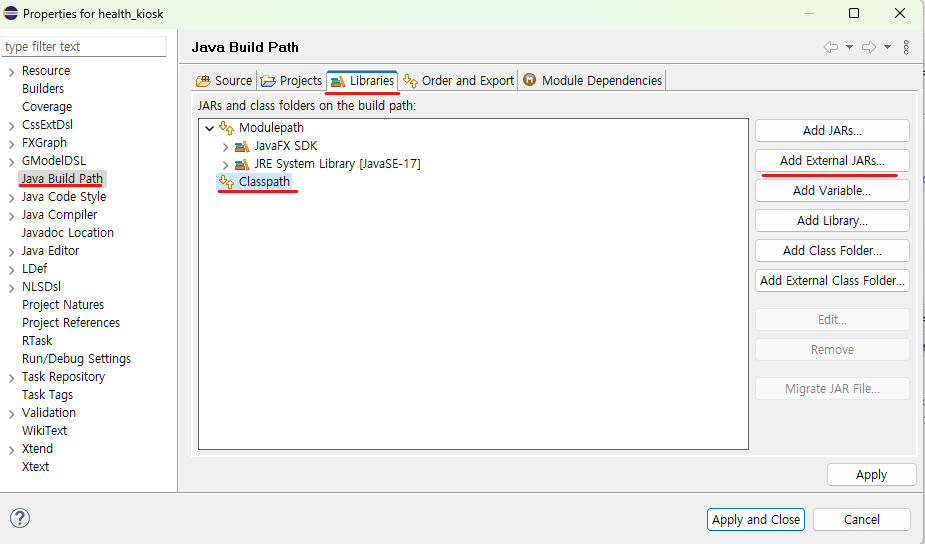 Properties for health_kiosk
type filter text
Resource
Builders
Coverage
CssExtDsl
FXGraph
GModelDSL
Java Build Path
Java Code Style
Java Compiler
Javadoc Location
Java Editor
LDef
NLSDsl
Project Natures
Project References
RTask
Run/Debug Settings
Task Repository
Task Tags
Validation
WikiText
Xtend
Xtext
Java Build Path
Source Projects Libraries Order and Export Module Dependencies
JARs and class folders on the build path:
Modulepath
JavaFX SDK
JRE System Library [JavaSE-17]
Classpath
Add JARs...
Add External JARs...
Add Variable...
Add Library...
Add Class Folder...
Add External Class Folder...
Edit...
Remove
Migrate JAR File...
Apply
Apply and Close Cancel